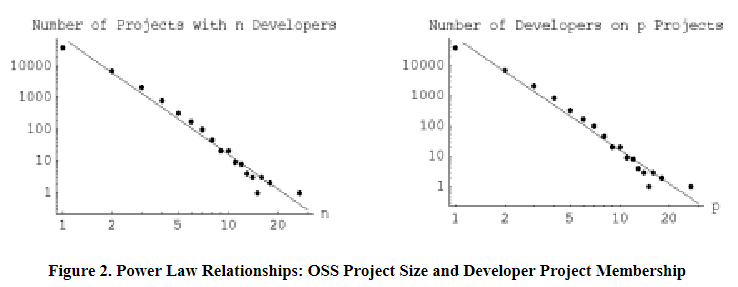 Number of Projects with n Developers
10000
1000
100
10
1
1 2 5 10 20
n
Number of Developers on p Projects
10000
1000
100
10
1
1 2 5 10 20
p
Figure 2. Power Law Relationships: OSS Project Size and Developer Project Membership